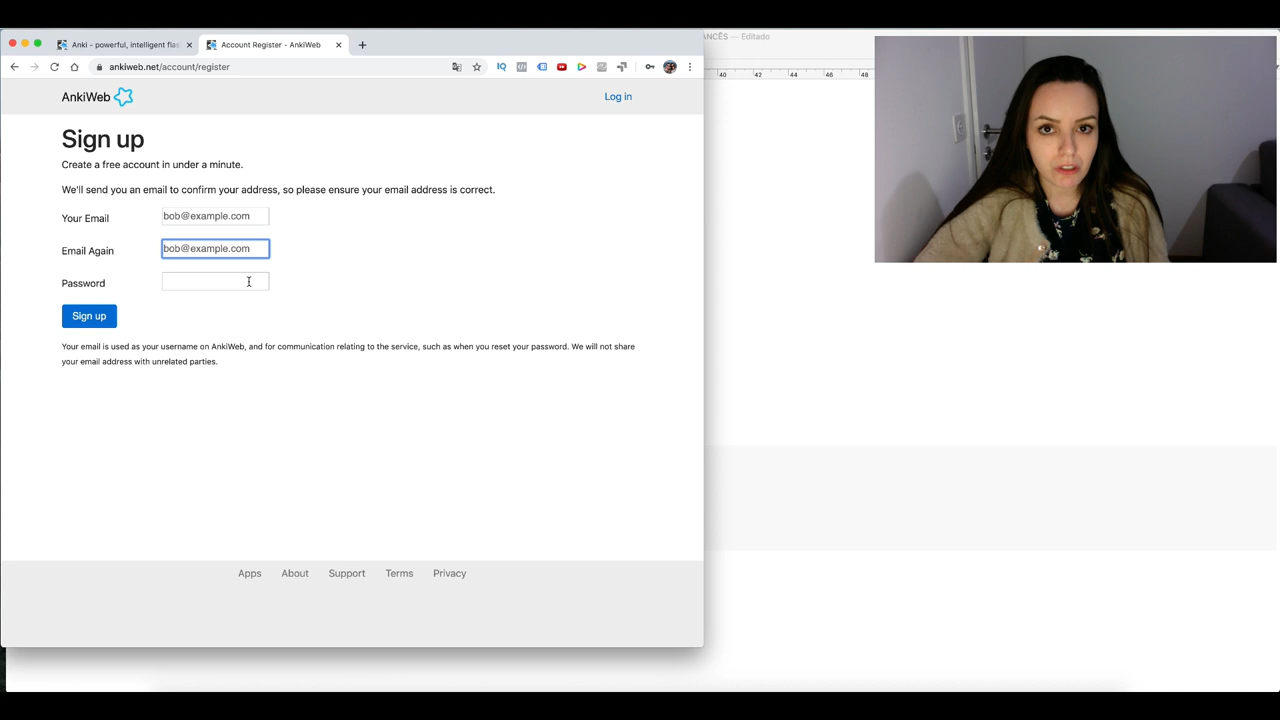 ANCÊS — Editado
Anki - powerful, intelligent flas
Account Register - AnkiWeb
ankiweb.net/account/register
40 42 44 46 48
AnkiWeb
Log in
Sign up
Create a free account in under a minute.
We'll send you an email to confirm your address, so please ensure your email address is correct.
Your Email
bob@example.com
Email Again
bob@example.com
Password
Sign up
Your email is used as your username on AnkiWeb, and for communication relating to the service, such as when you reset your password. We will not share
your email address with unrelated parties.
Apps About Support Terms Privacy